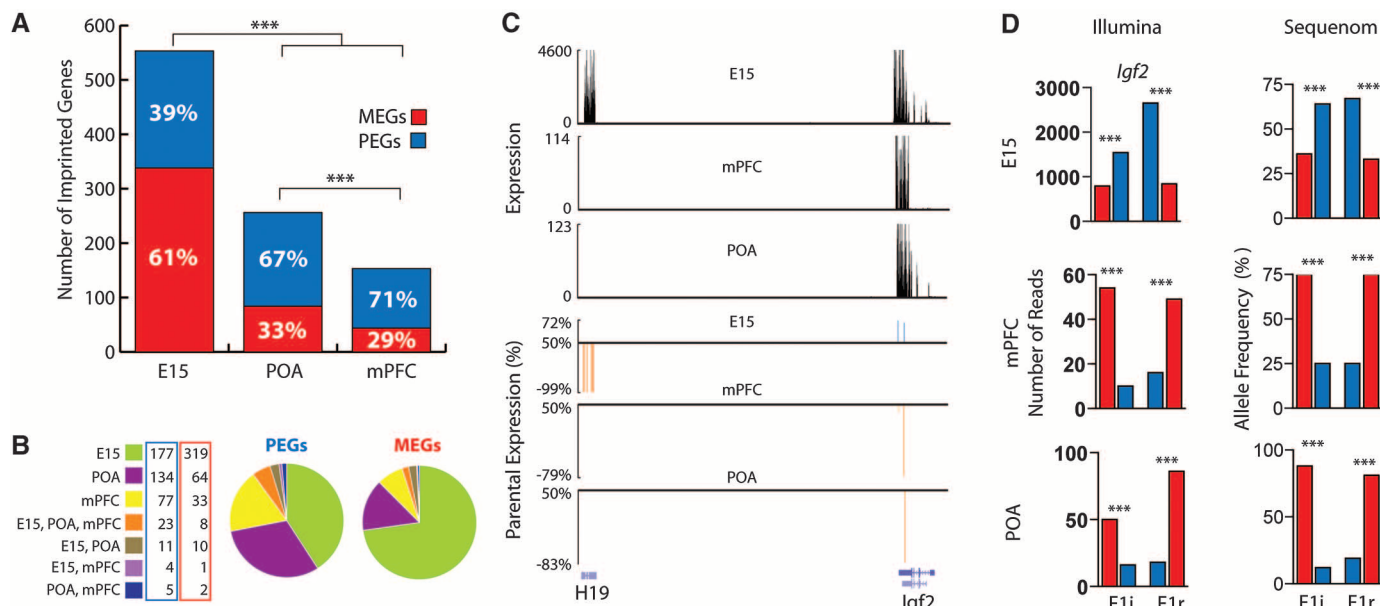 A
Number of Imprinted Genes
600
500
400
300
200
100
0
***
***
39%
61%
67%
33%
71%
29%
MEGs
PEGs
E15
POA
mPFC
B
PEGs
MEGs
E15 177 319
POA 134 64
mPFC 77 33
E15, POA, mPFC 23 8
E15, POA 11 10
E15, mPFC 4 1
POA, mPFC 5 2
C
Expression
4600
E15
0
114
mPFC
0
123
POA
0
Parental Expression (%)
72%
E15
50%
-99%
mPFC
50%
-79%
POA
50%
-83%
H19
Igf2
D
Illumina
Sequenom
Igf2
E15
3000
2000
1000
0
***
***
75
50
25
0
***
***
mPFC
Number of Reads
60
40
20
0
***
***
Allele Frequency (%)
75
50
25
0
***
***
POA
100
50
0
***
***
100
50
0
***
***
F1i
F1r
F1i
F1r